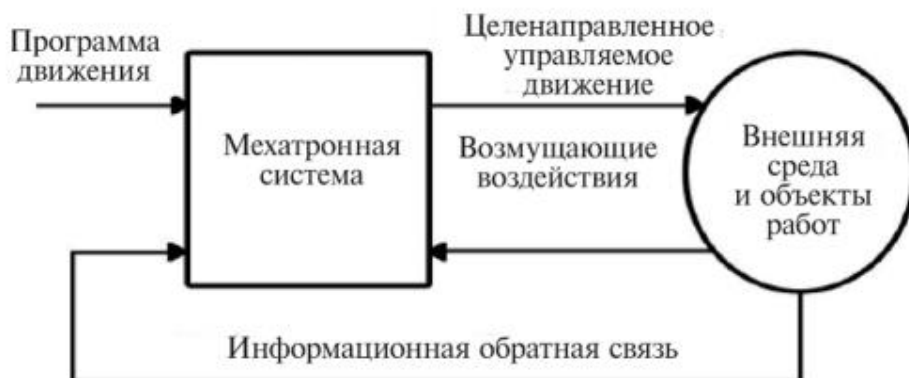 Программа
движения
Целенаправленное
управляемое
движение
Мехатронная
система
Возмущающие
воздействия
Внешняя
среда
и объекты
работ
Информационная обратная связь